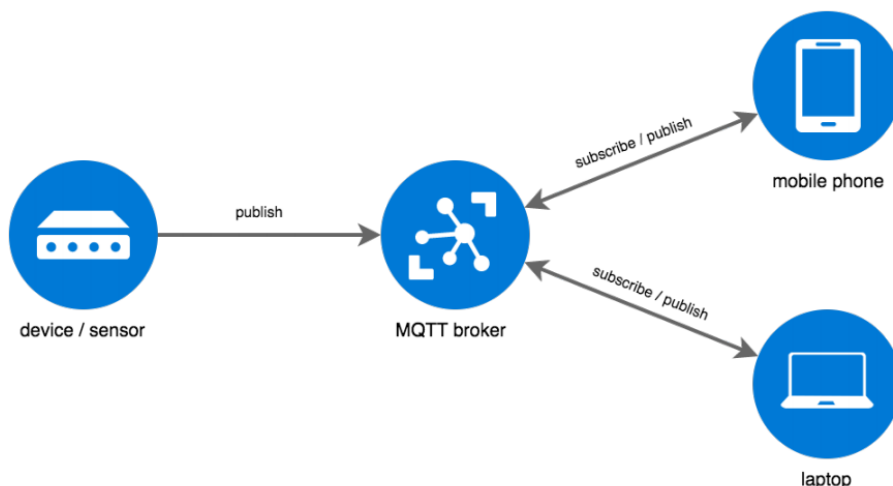 mobile phone
subscribe / publish
publish
device / sensor
MQTT broker
subscribe / publish
laptop